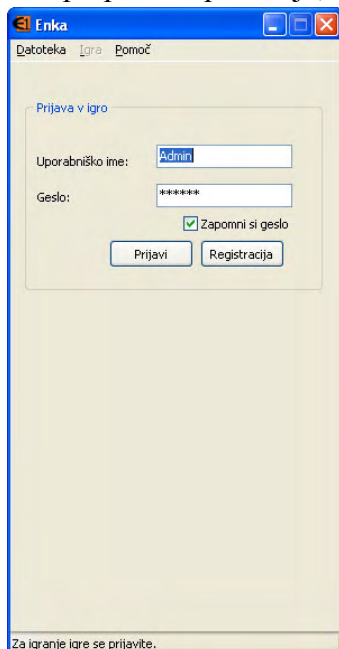 Enka
Datoteka Igra Pomoč
Prijava v igro
Uporabniško ime: Admin
Geslo: ******
Zapomni si geslo
Prijavi Registracija
Za igranje igre se prijavite.